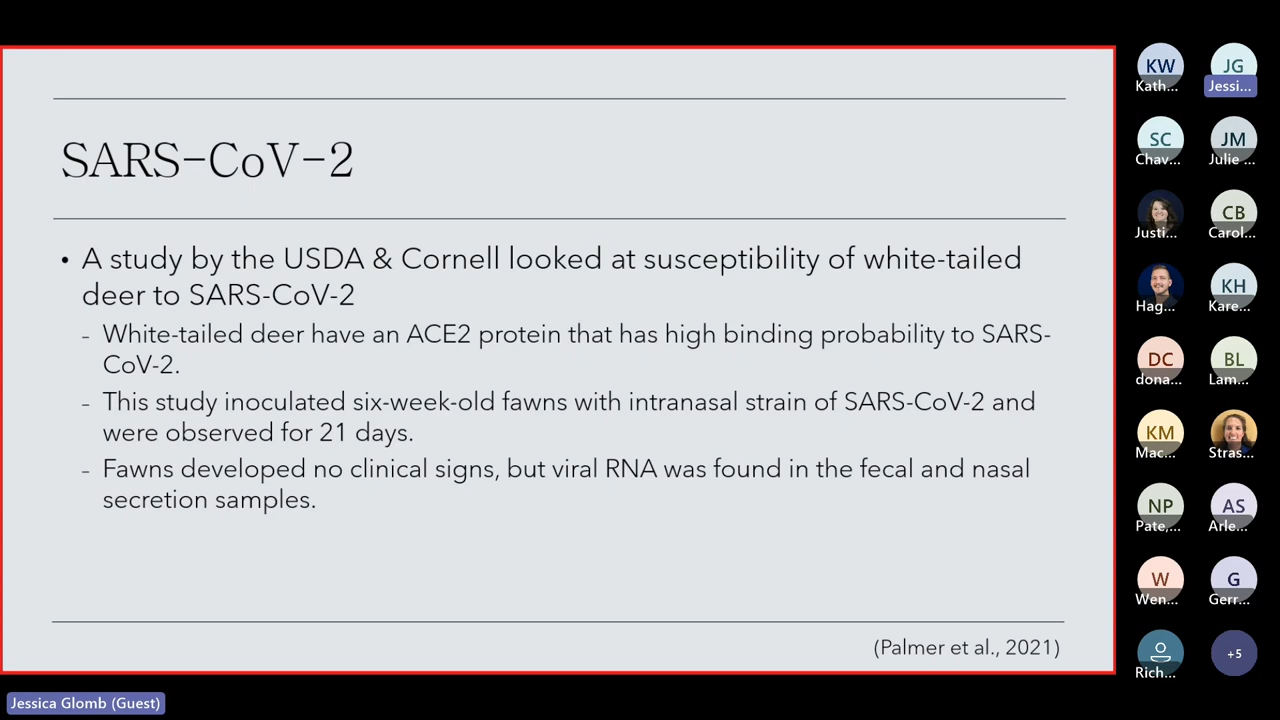 SARS-CoV-2
• A study by the USDA & Cornell looked at susceptibility of white-tailed
deer to SARS-CoV-2
- White-tailed deer have an ACE2 protein that has high binding probability to SARS-
CoV-2.
- This study inoculated six-week-old fawns with intranasal strain of SARS-CoV-2 and
were observed for 21 days.
- Fawns developed no clinical signs, but viral RNA was found in the fecal and nasal
secretion samples.
(Palmer et al., 2021)
Jessica Glomb (Guest)
KW
Kath...
JG
Jessi...
SC
Chav...
JM
Julie ...
Justi...
CB
Carol...
Hag...
KH
Kare...
DC
dona...
BL
Lam...
KM
Mac...
Stras...
NP
Pate,...
AS
Arle...
W
Wen...
G
Gerr...
Rich...
+5